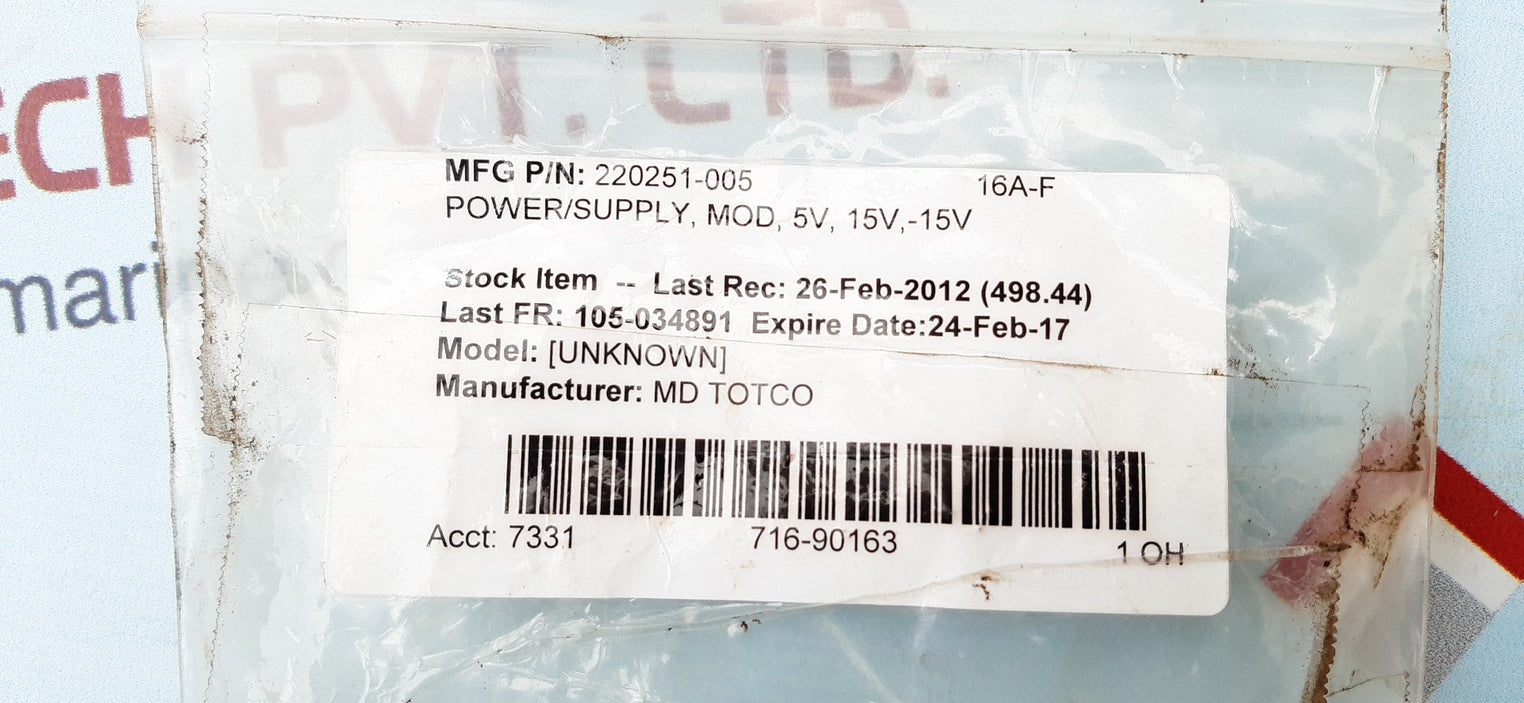 ECH PVT. LTD.
mari
MFG P/N: 220251-005 16A-F
POWER/SUPPLY, MOD, 5V, 15V,-15V
Stock Item -- Last Rec: 26-Feb-2012 (498.44)
Last FR: 105-034891 Expire Date:24-Feb-17
Model: [UNKNOWN]
Manufacturer: MD TOTCO
Acct: 7331 716-90163 1 OH